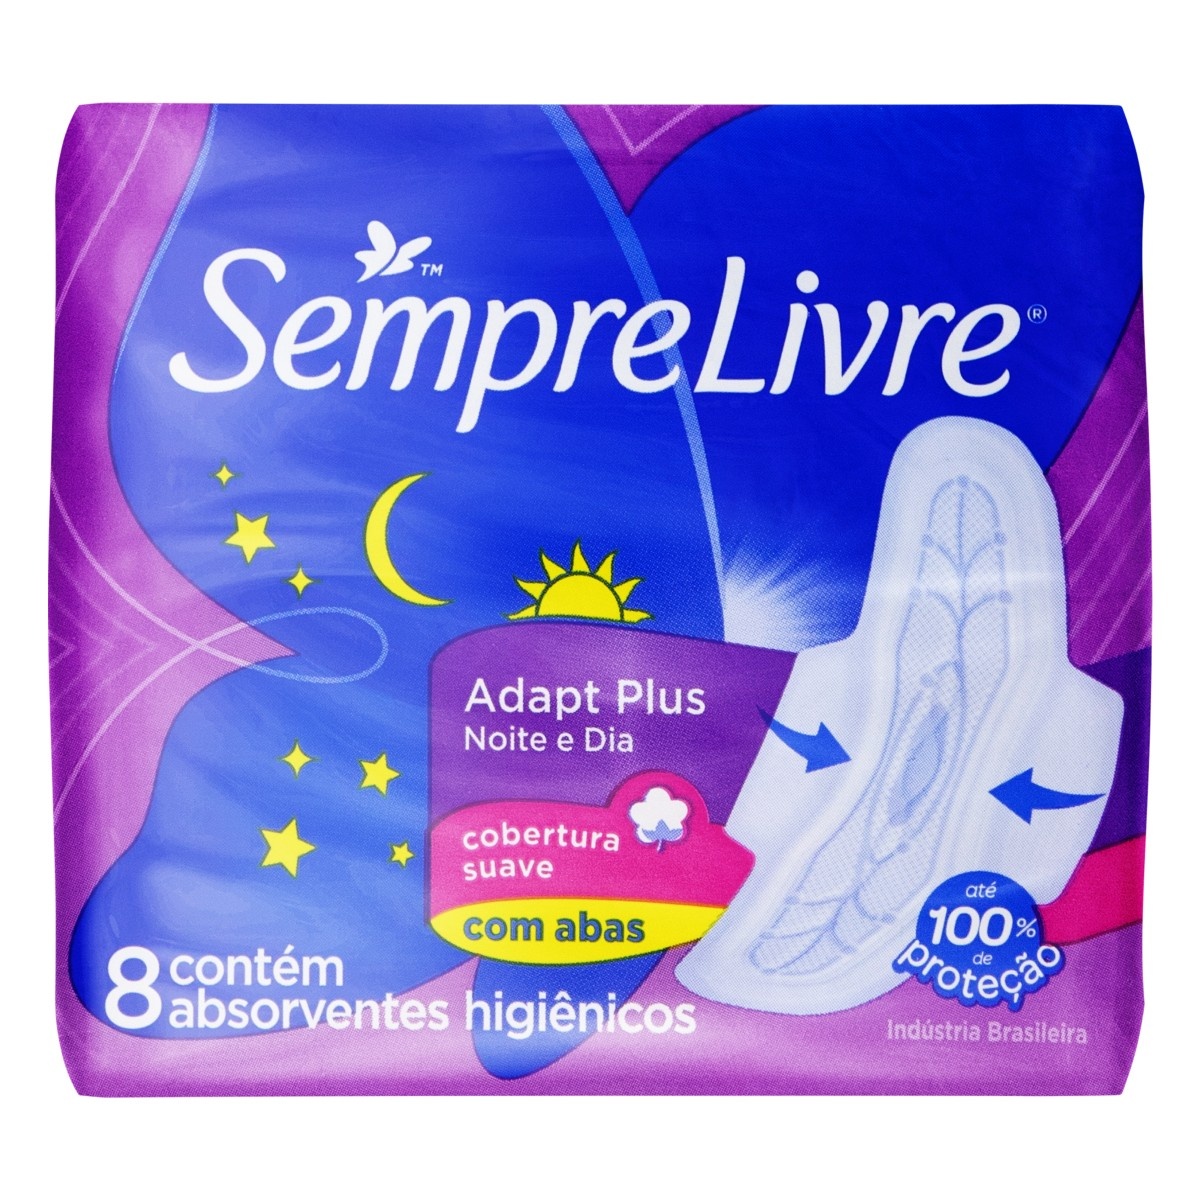 SempreLivre®
™
Adapt Plus
Noite e Dia
cobertura
suave
com abas
8 contém
absorventes higiênicos
até
100%
de
proteção
Indústria Brasileira